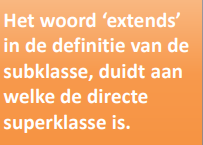 Het woord ‘extends’
in de definitie van de
subklasse, duidt aan
welke de directe
superklasse is.